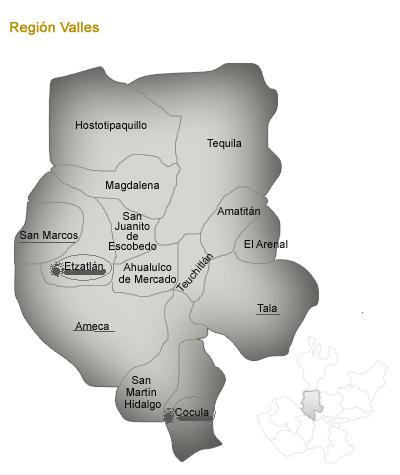 Región Valles
Hostotipaquillo
Tequila
Magdalena
San
Juanito
de
Escobedo
Amatitán
San Marcos
El Arenal
Etzatlán
Ahualulco
de Mercado
Teuchitlán
Tala
Ameca
San
Martín
Hidalgo
Cocula